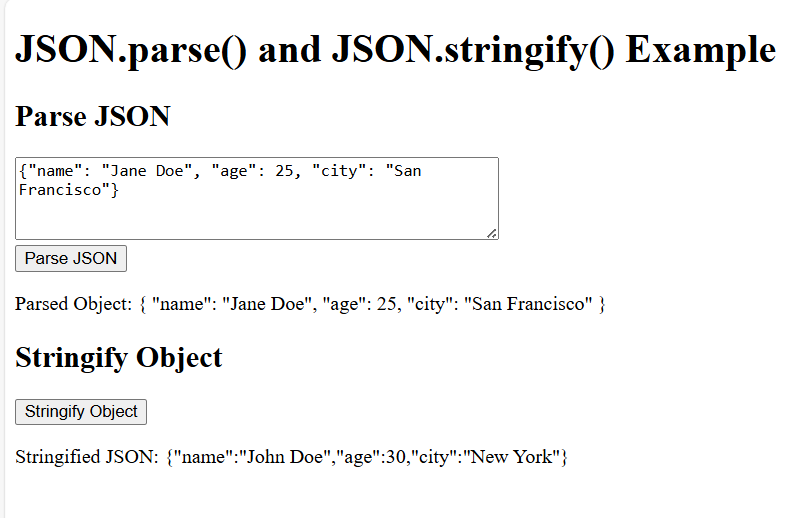 JSON.parse() and JSON.stringify() Example
Parse JSON
{"name": "Jane Doe", "age": 25, "city": "San
Francisco"}
Parse JSON
Parsed Object: { "name": "Jane Doe", "age": 25, "city": "San Francisco" }
Stringify Object
Stringify Object
Stringified JSON: {"name":"John Doe","age":30,"city":"New York"}